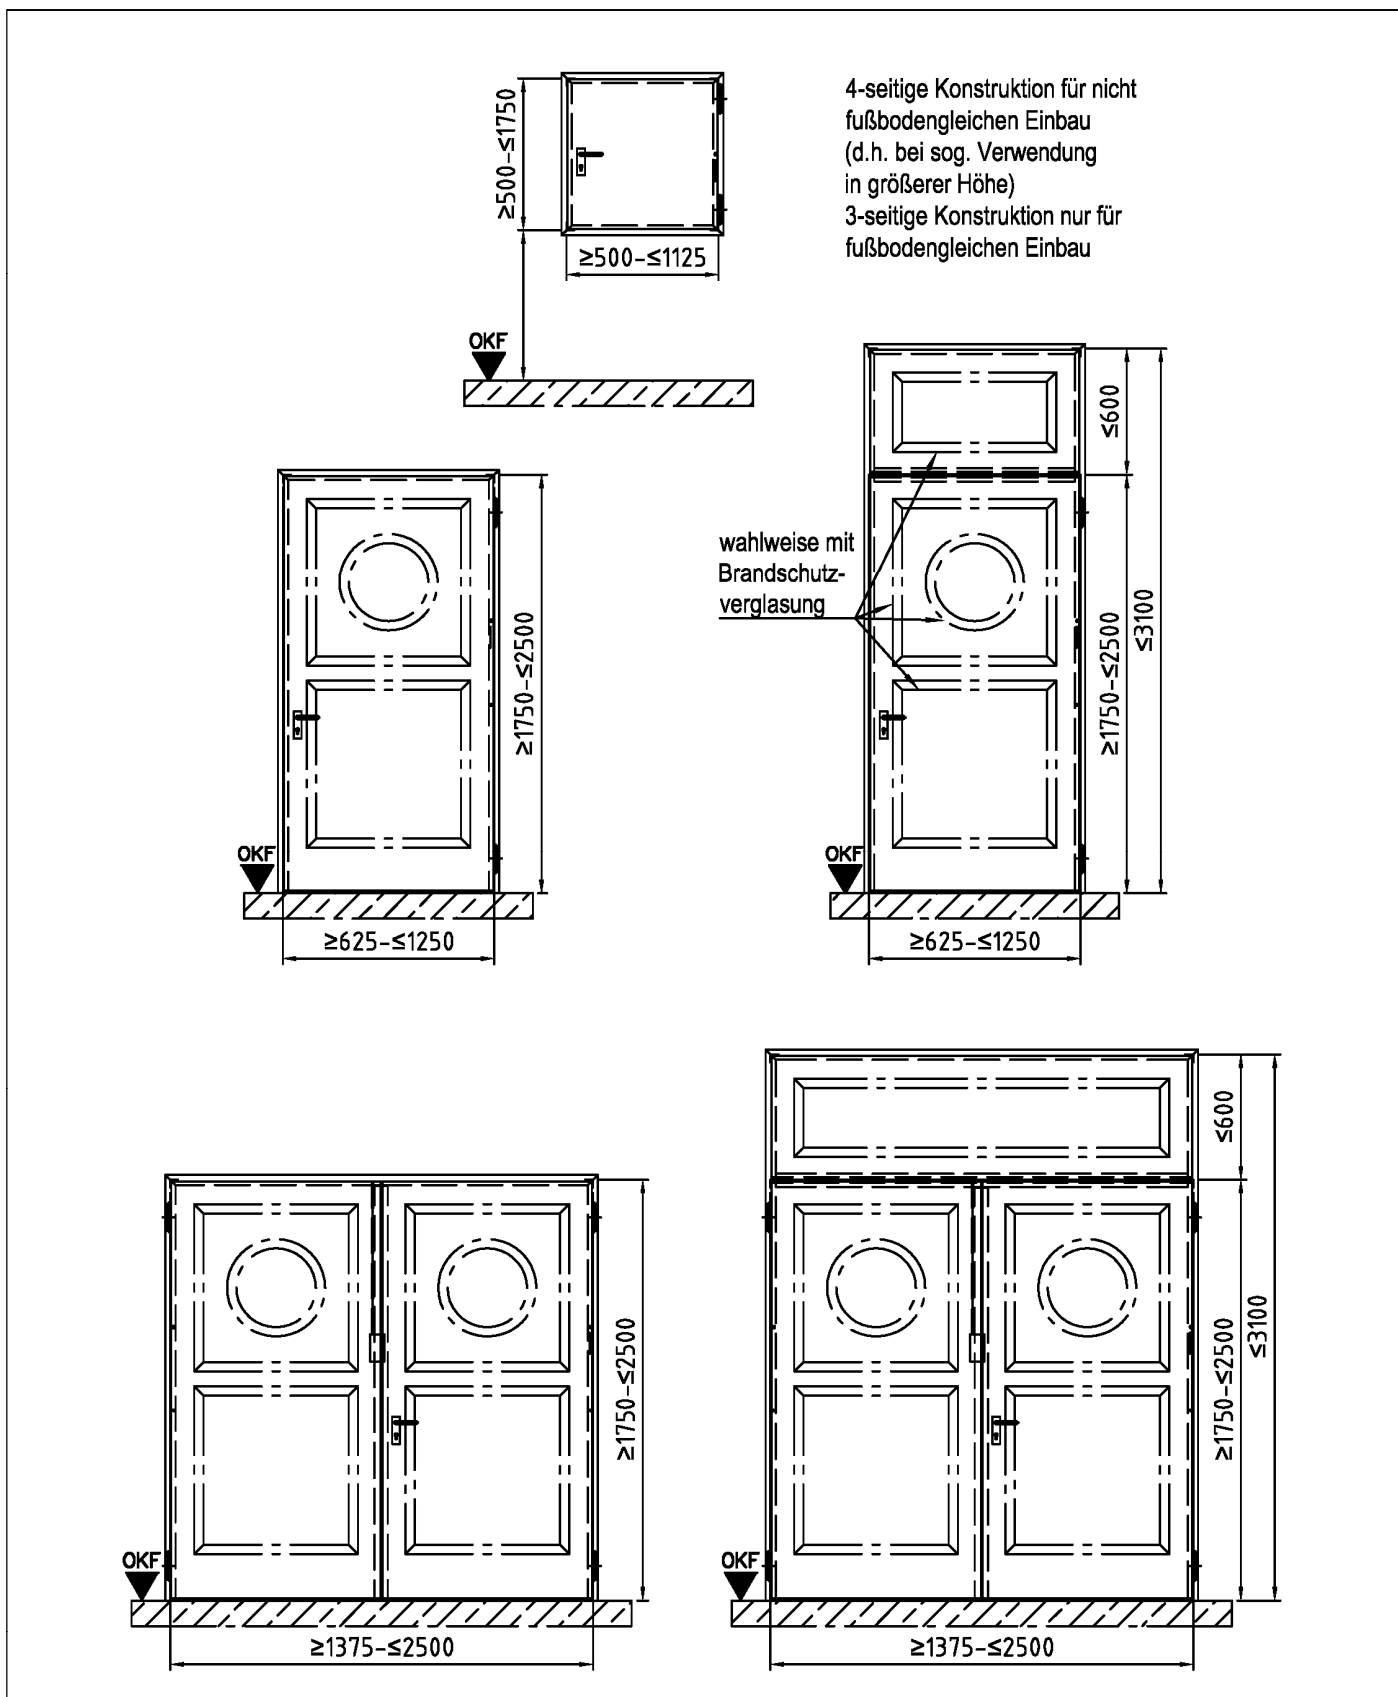 ≥500-≤1750
≥500-≤1125
4-seitige Konstruktion für nicht
fußbodengleichen Einbau
(d.h. bei sog. Verwendung
in größerer Höhe)
3-seitige Konstruktion nur für
fußbodengleichen Einbau
OKF
≥1750-≤2500
OKF
≥625-≤1250
wahlweise mit
Brandschutz-
verglasung
≤600
≥1750-≤2500
≤3100
OKF
≥625-≤1250
≥1750-≤2500
OKF
≥1375-≤2500
≤600
≥1750-≤2500
≤3100
OKF
≥1375-≤2500